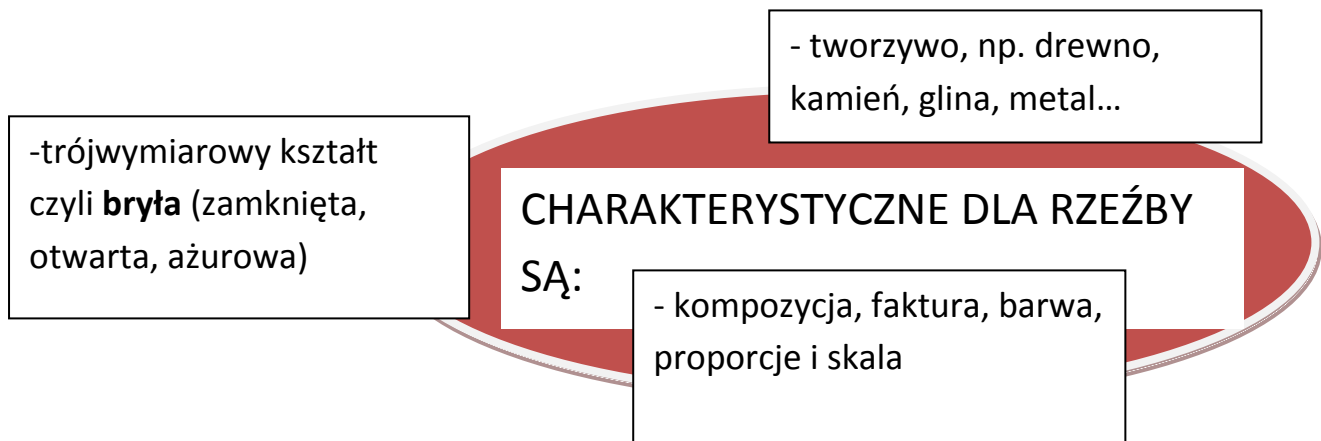 - tworzywo, np. drewno,
kamień, glina, metal…
-trójwymiarowy kształt
czyli bryła (zamknięta,
otwarta, ażurowa)
CHARAKTERYSTYCZNE DLA RZEŹBY
SĄ:
- kompozycja, faktura, barwa,
proporcje i skala